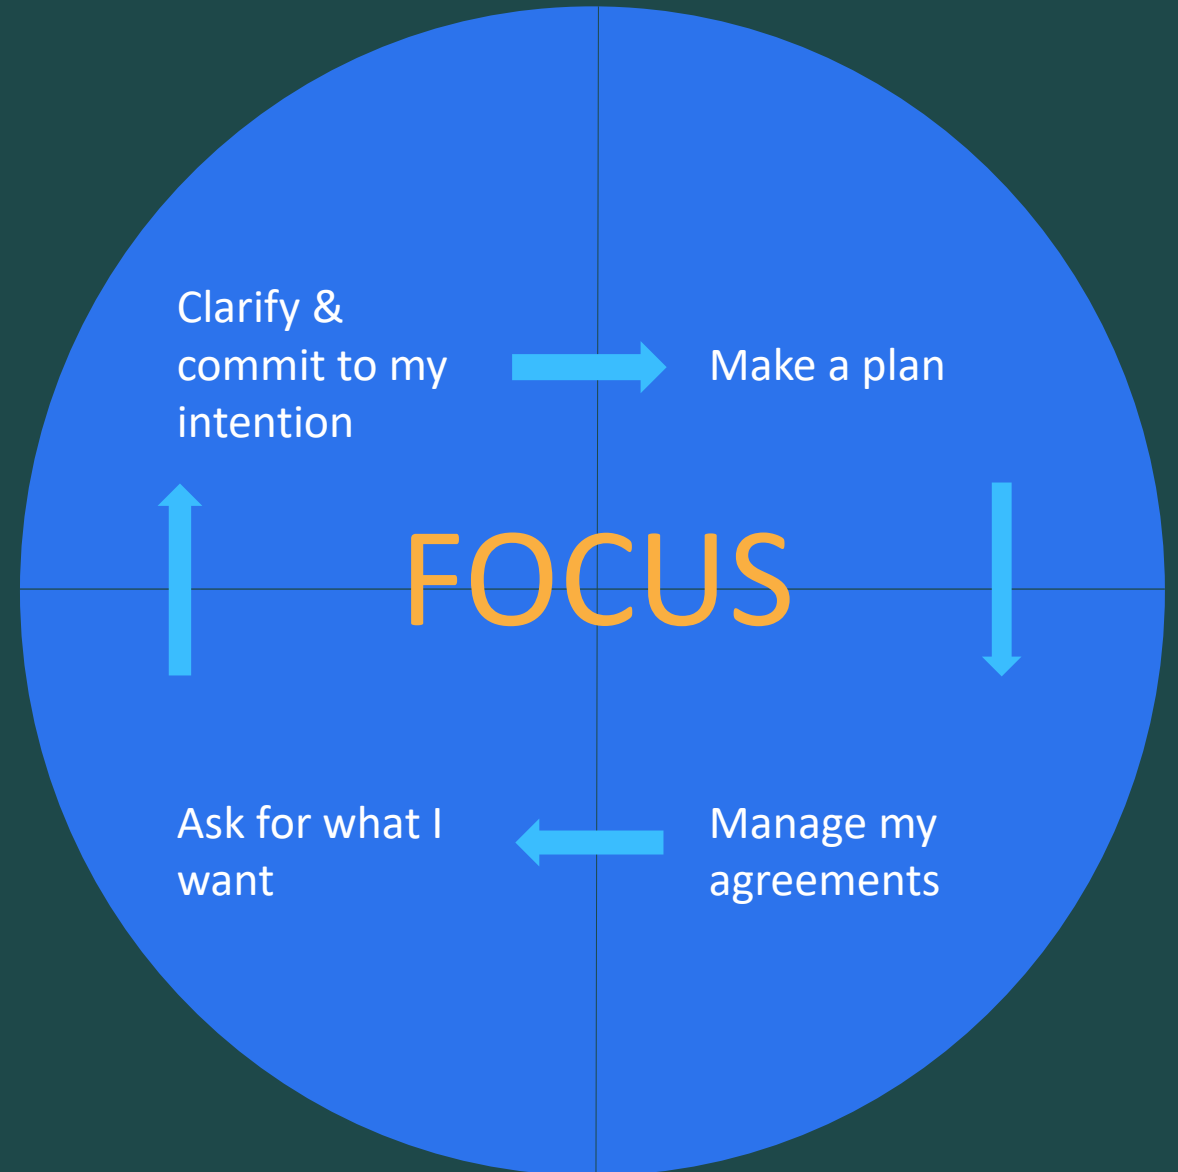 Clarify &
commit to my
intention
Make a plan
FOCUS
Ask for what I
want
Manage my
agreements